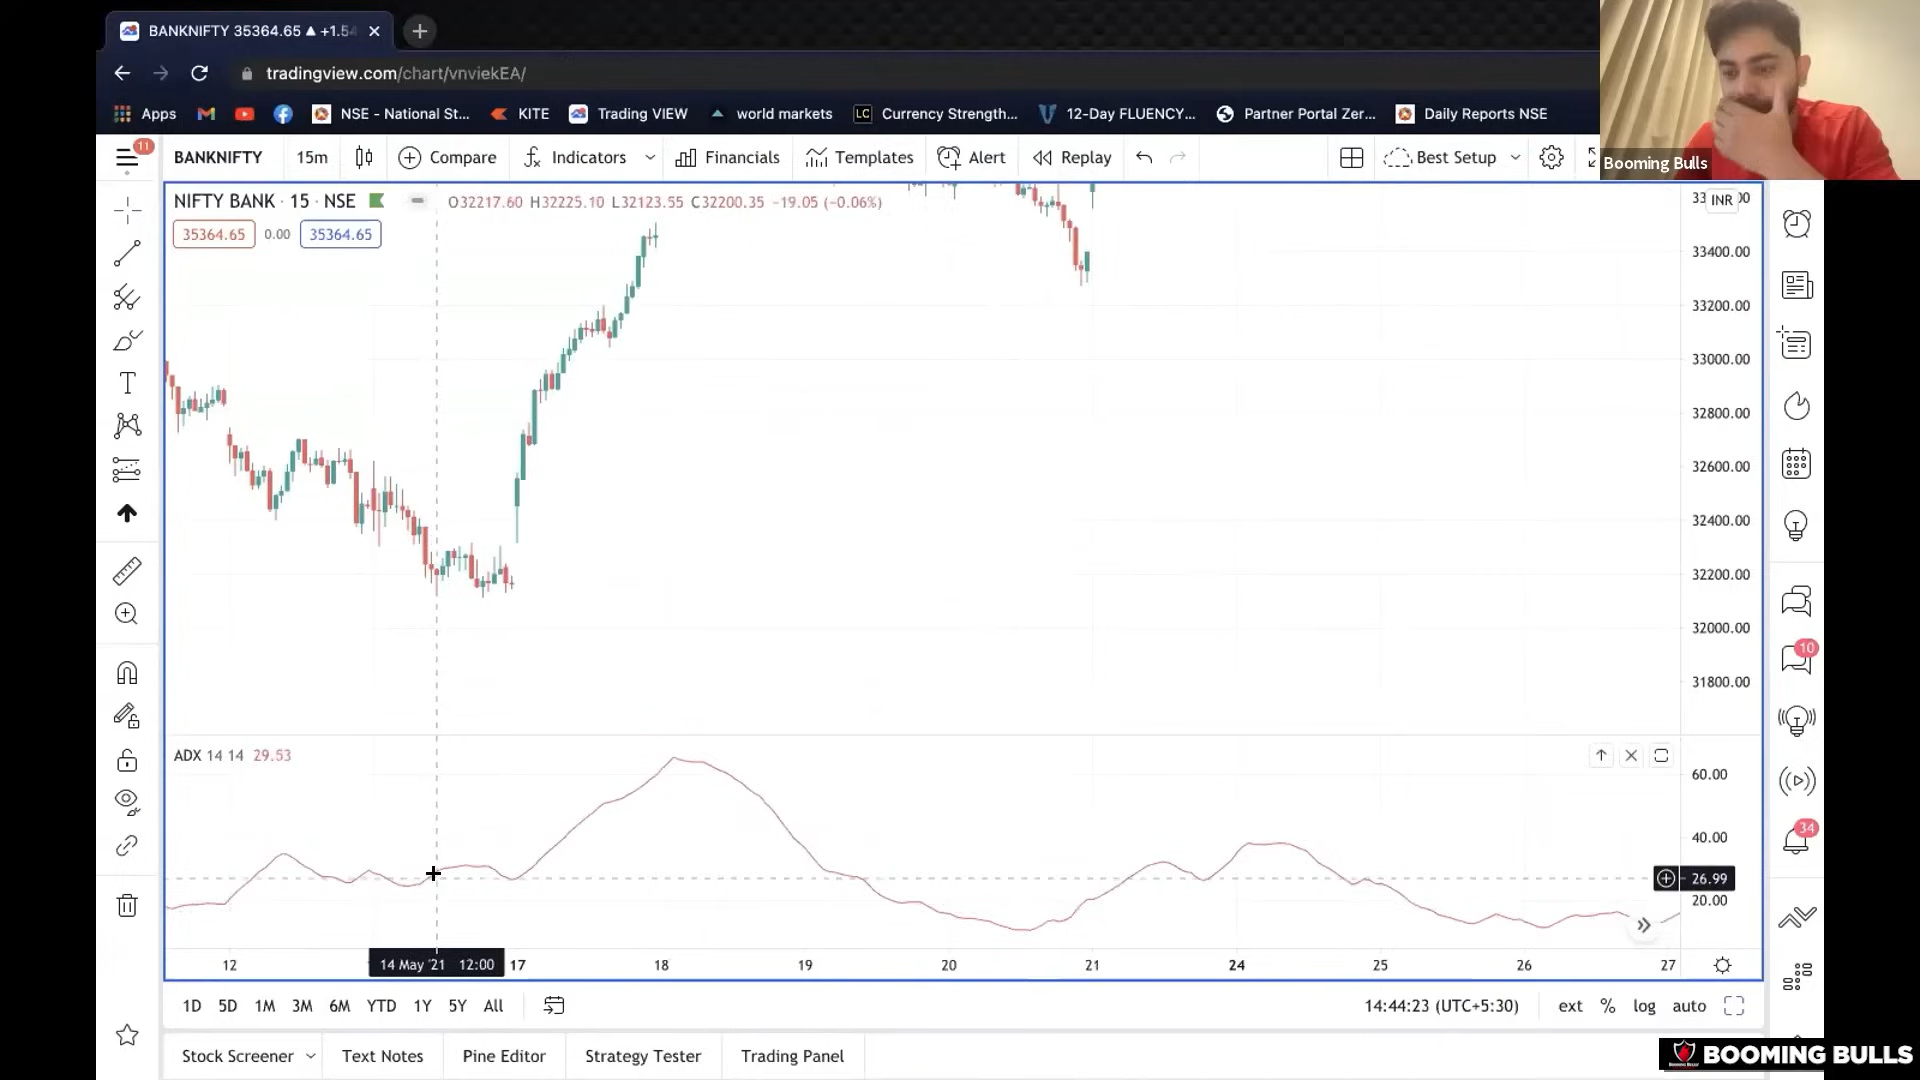 BANKNIFTY 35364.65 ▲ +1.54
tradingview.com/chart/vnviekEA/
Apps NSE - National St... KITE Trading VIEW world markets LC Currency Strength... 12-Day FLUENCY... Partner Portal Zer... Daily Reports NSE
Booming Bulls
11
BANKNIFTY 15m Compare Indicators Financials Templates Alert Replay Best Setup
NIFTY BANK · 15 · NSE O32217.60 H32225.10 L32123.55 C32200.35 −19.05 (−0.06%)
INR
35364.65 0.00 35364.65
33400.00
33200.00
33000.00
32800.00
32600.00
32400.00
32200.00
32000.00
31800.00
10
ADX 14 14 29.53
60.00
40.00
34
26.99
20.00
12 14 May '21 12:00 17 18 19 20 21 24 25 26 27
1D 5D 1M 3M 6M YTD 1Y 5Y All 14:44:23 (UTC+5:30) ext % log auto
Stock Screener Text Notes Pine Editor Strategy Tester Trading Panel
BOOMING BULLS